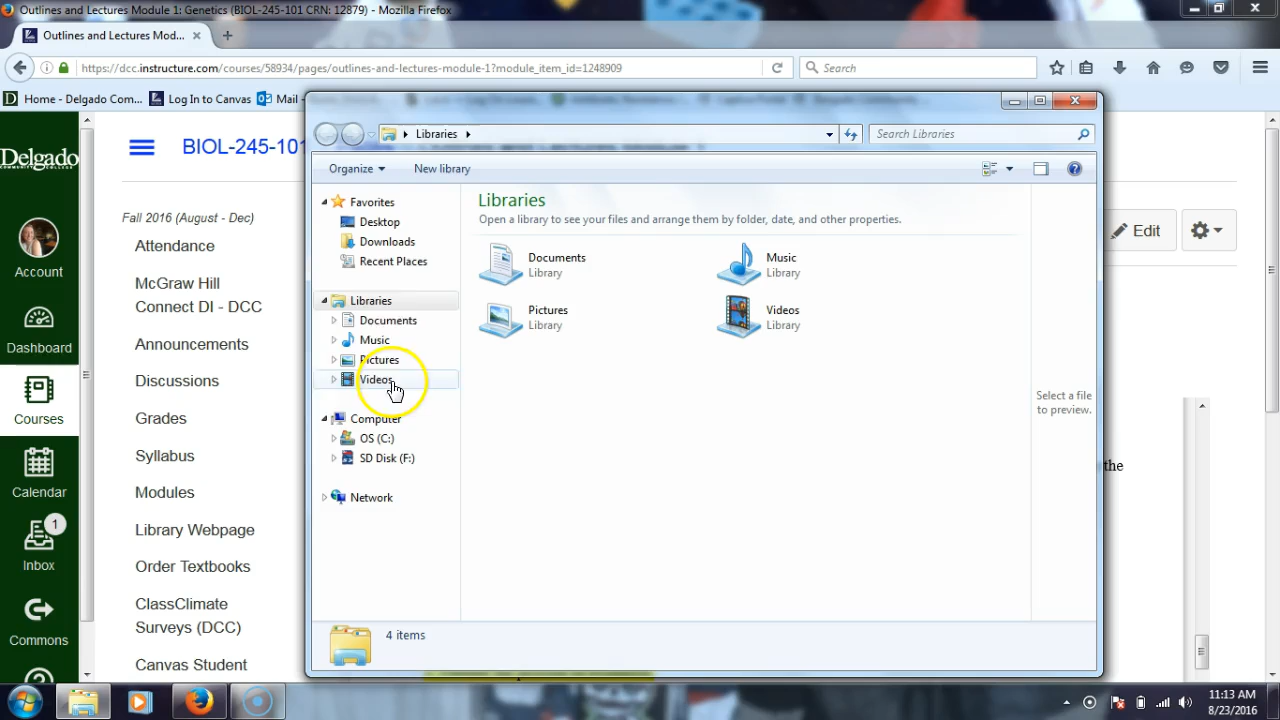 Outlines and Lectures Module 1: Genetics (BIOL-245-101 CRN: 12879) - Mozilla Firefox
Outlines and Lectures Mod...
https://dcc.instructure.com/courses/58934/pages/outlines-and-lectures-module-1?module_item_id=1248909
Search
Home - Delgado Com...
Log In to Canvas
Mail -
Delgado
COMMUNITY COLLEGE
Account
Dashboard
Courses
Calendar
1
Inbox
Commons
BIOL-245-101
Fall 2016 (August - Dec)
Attendance
McGraw Hill
Connect DI - DCC
Announcements
Discussions
Grades
Syllabus
Modules
Library Webpage
Order Textbooks
ClassClimate
Surveys (DCC)
Canvas Student
Edit
the
Libraries
Search Libraries
Organize
New library
Favorites
Desktop
Downloads
Recent Places
Libraries
Documents
Music
Pictures
Videos
Computer
OS (C:)
SD Disk (F:)
Network
Libraries
Open a library to see your files and arrange them by folder, date, and other properties.
Documents
Library
Music
Library
Pictures
Library
Videos
Library
Select a file
to preview.
4 items
11:13 AM
8/23/2016